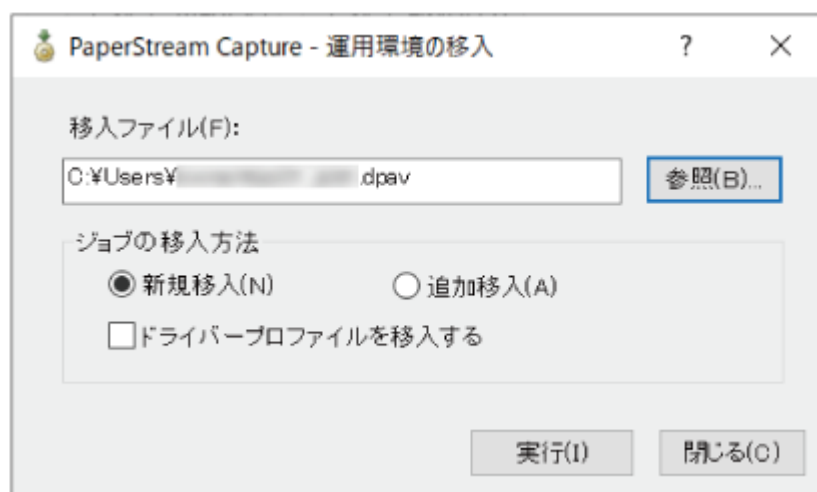 PaperStream Capture - 運用環境の移入
移入ファイル(F):
C:¥Users¥ .dpav
参照(B)...
ジョブの移入方法
新規移入(N)
追加移入(A)
ドライバープロファイルを移入する
実行(I)
閉じる(C)